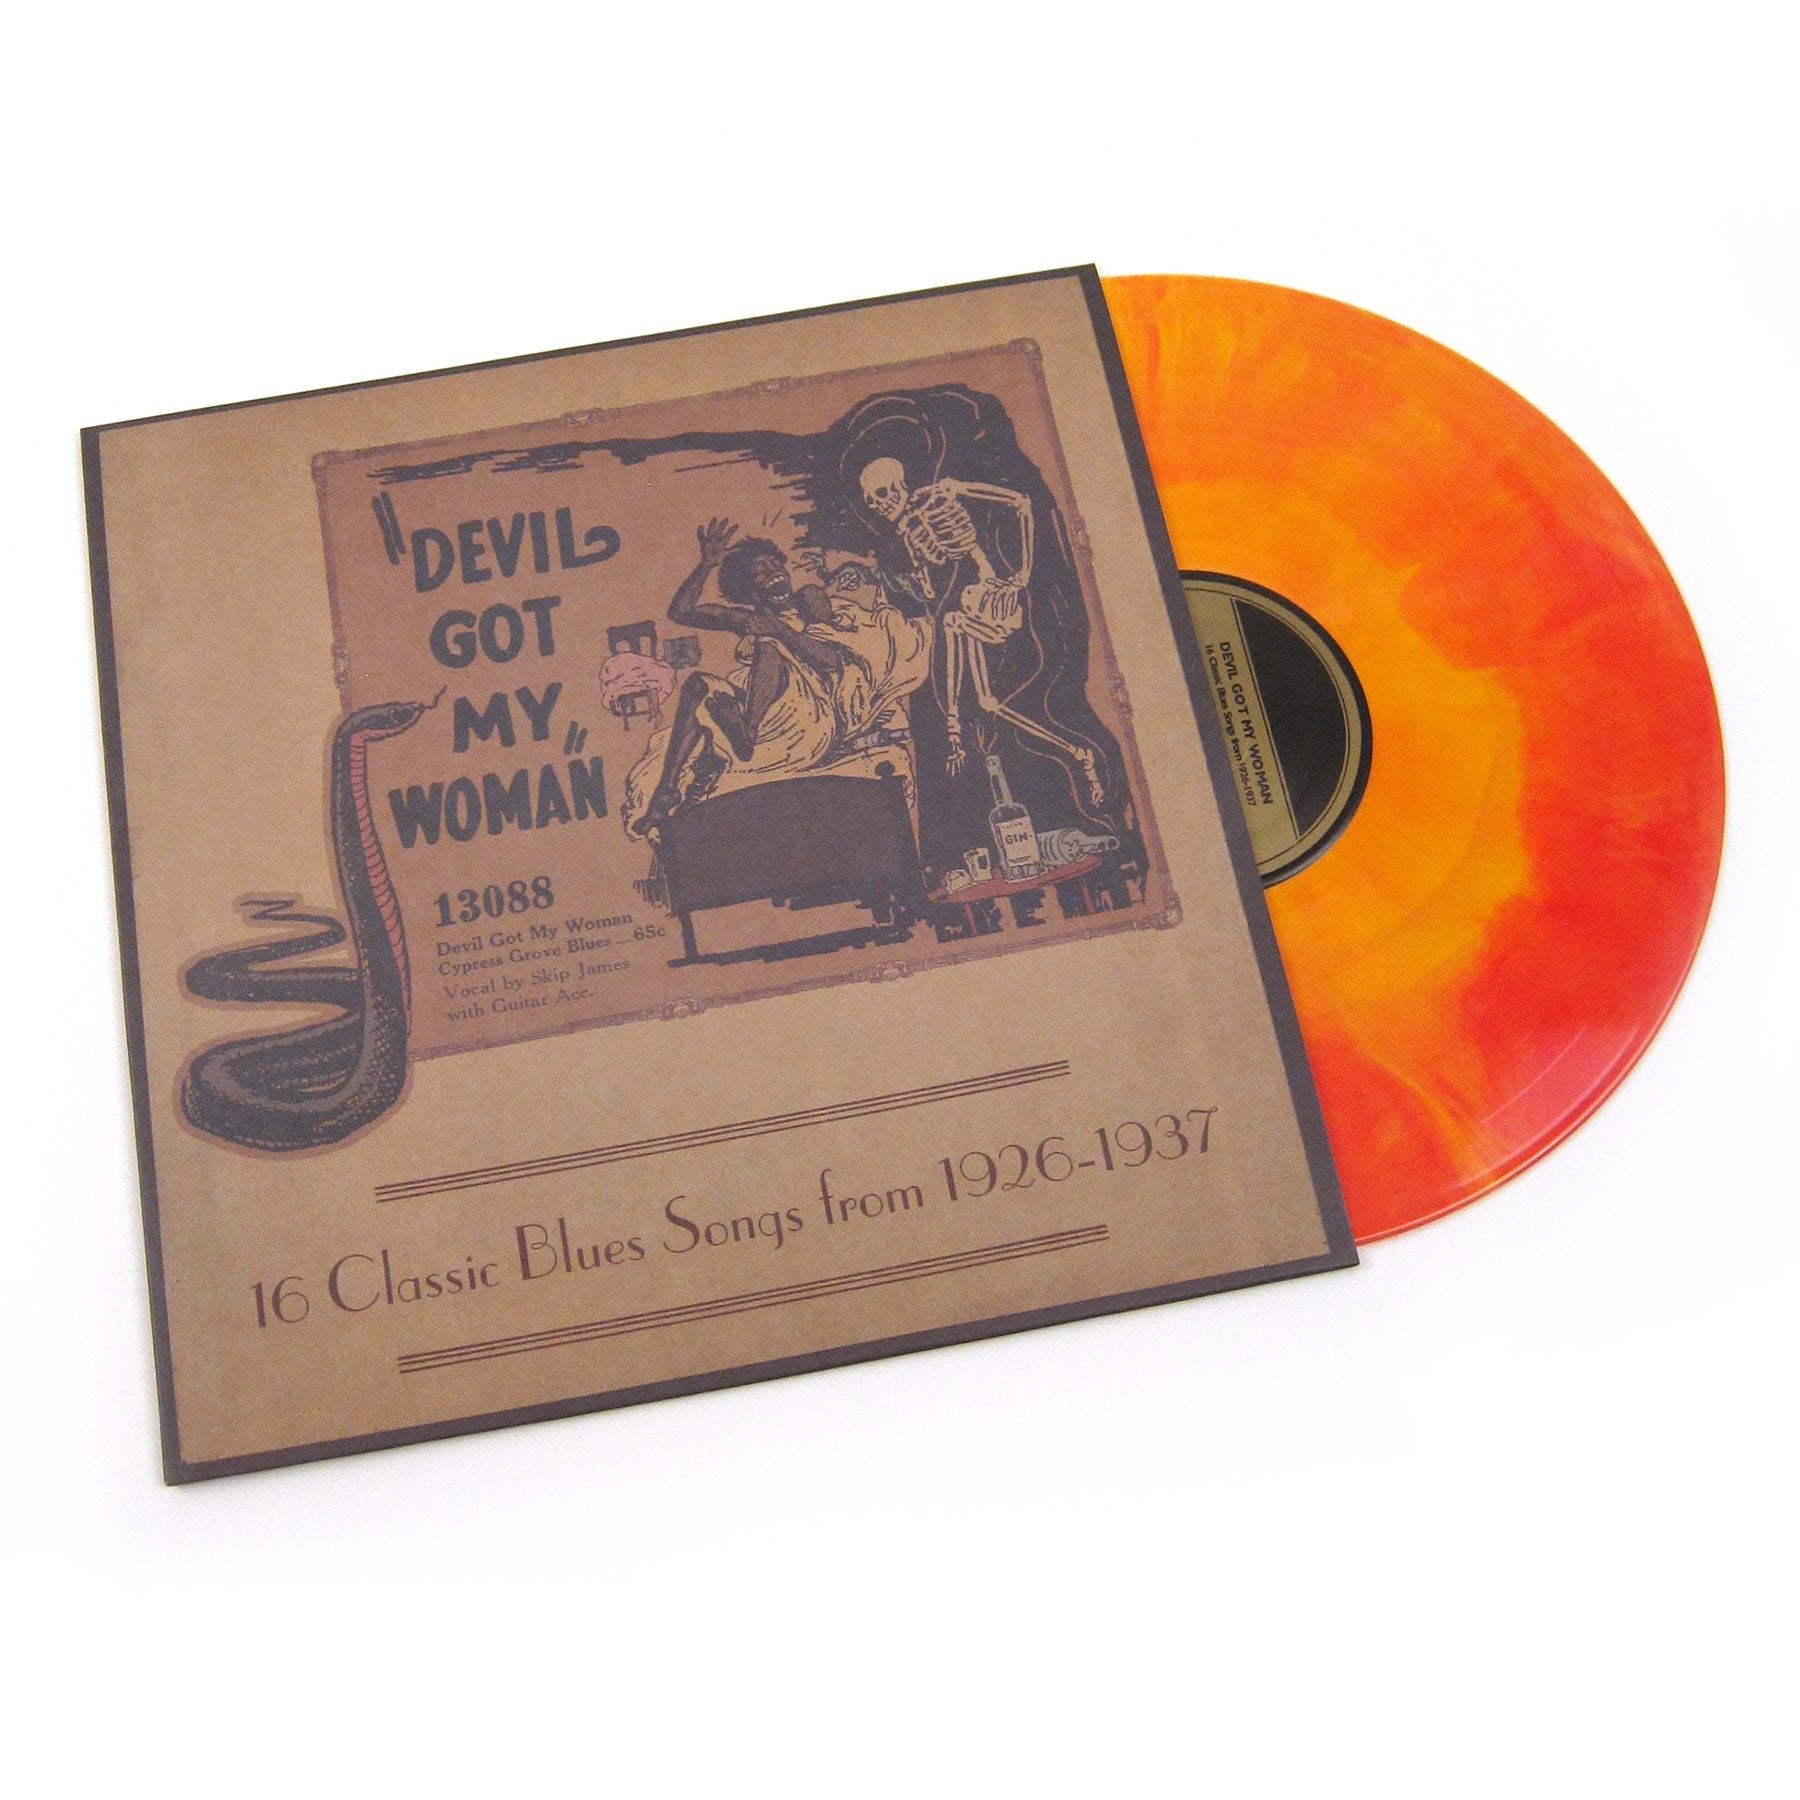 "DEVIL
GOT
MY
WOMAN"
13088
Devil Got My Woman
Cypress Grove Blues __65c
Vocal by Skip James
with Guitar Acc.
GIN
16 Classic Blues Songs from 1926-1937
DEVIL GOT MY WOMAN
16 Classic Blues Songs from 1926-1937